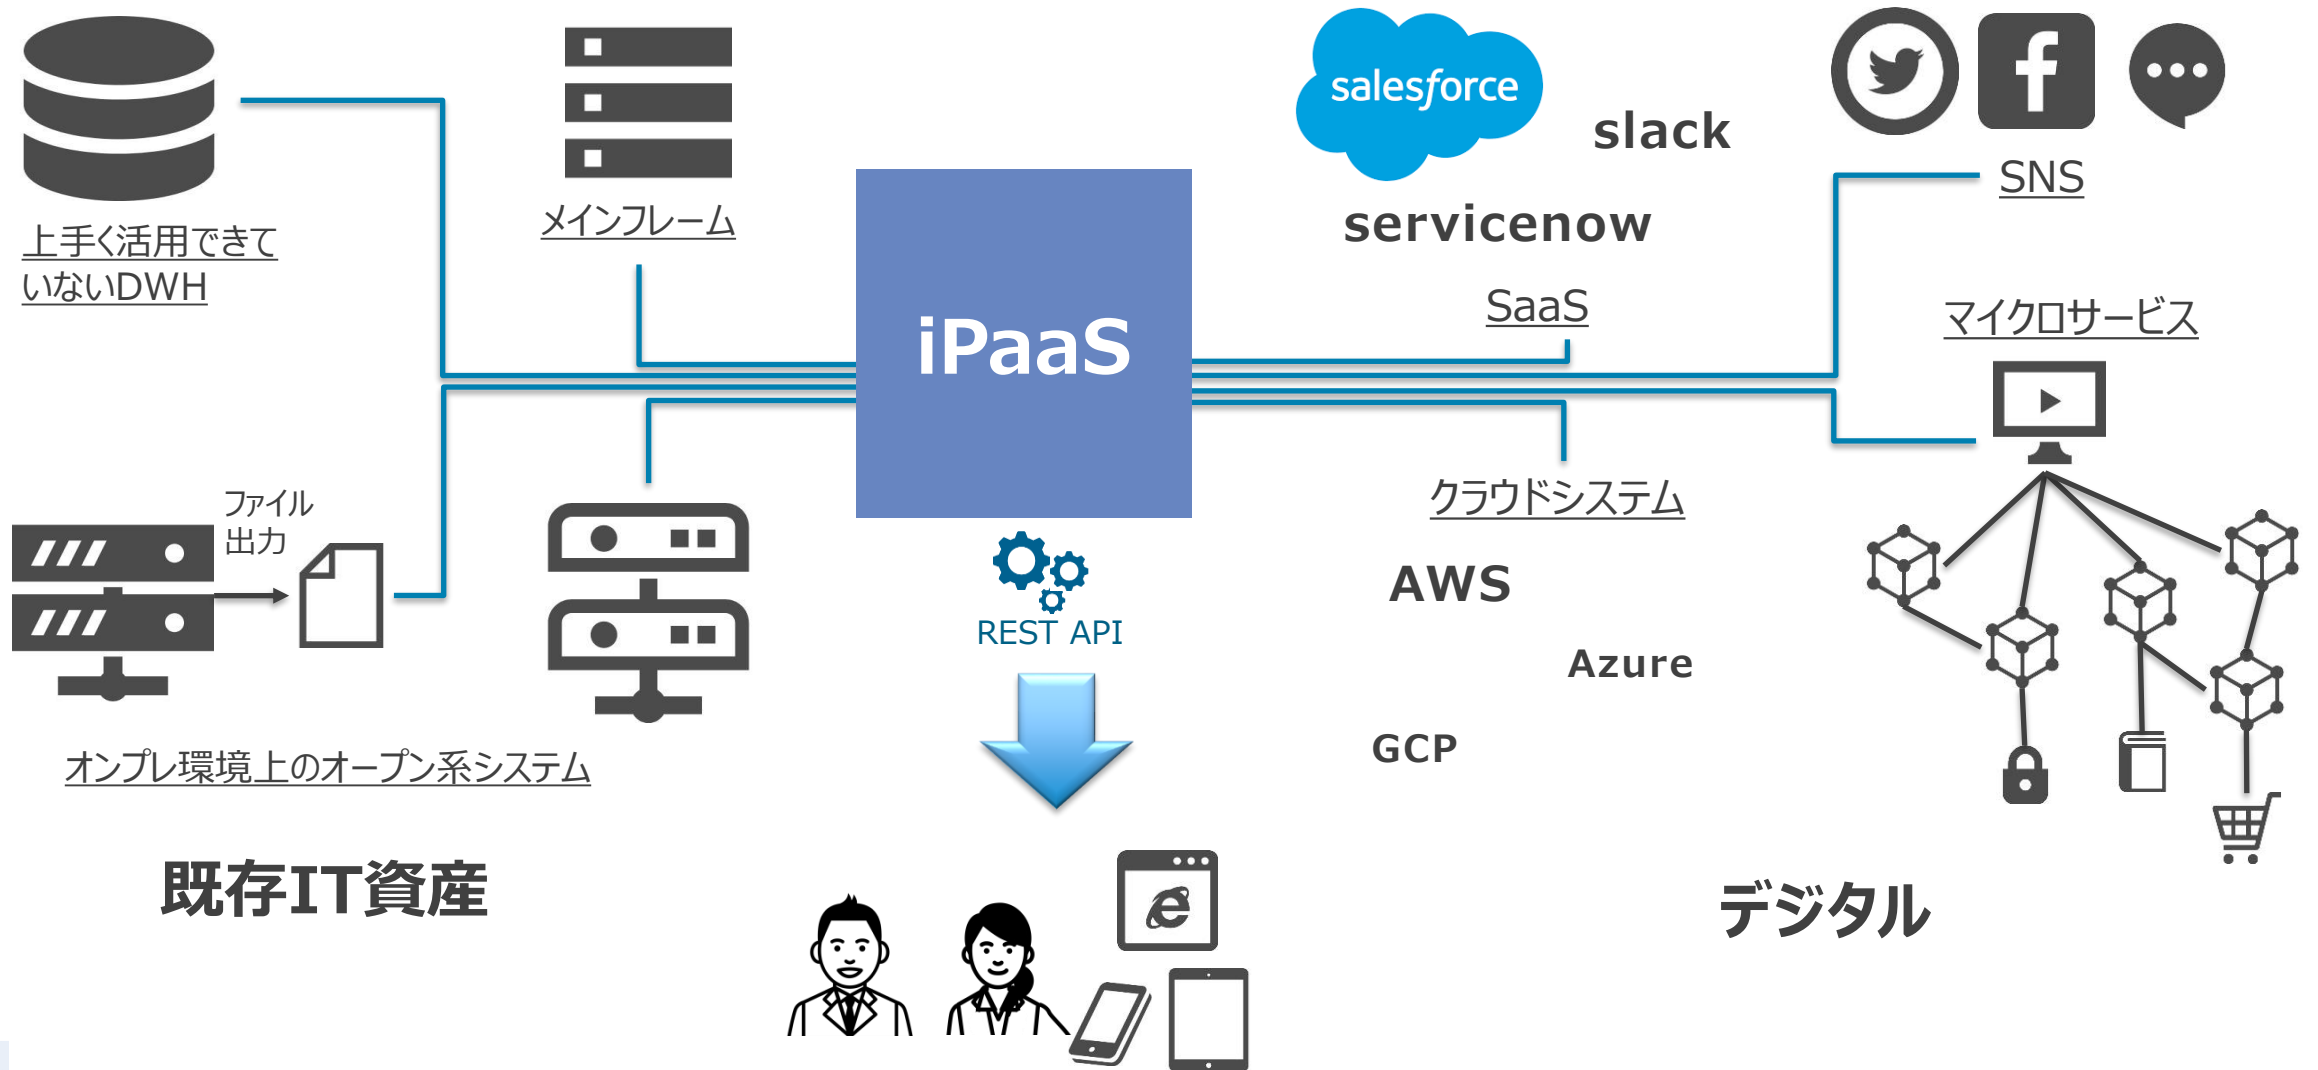 上手く活用できて
いないDWH
メインフレーム
ファイル
出力
オンプレ環境上のオープン系システム
既存IT資産
iPaaS
REST API
salesforce
slack
servicenow
SaaS
SNS
マイクロサービス
クラウドシステム
AWS
Azure
GCP
デジタル